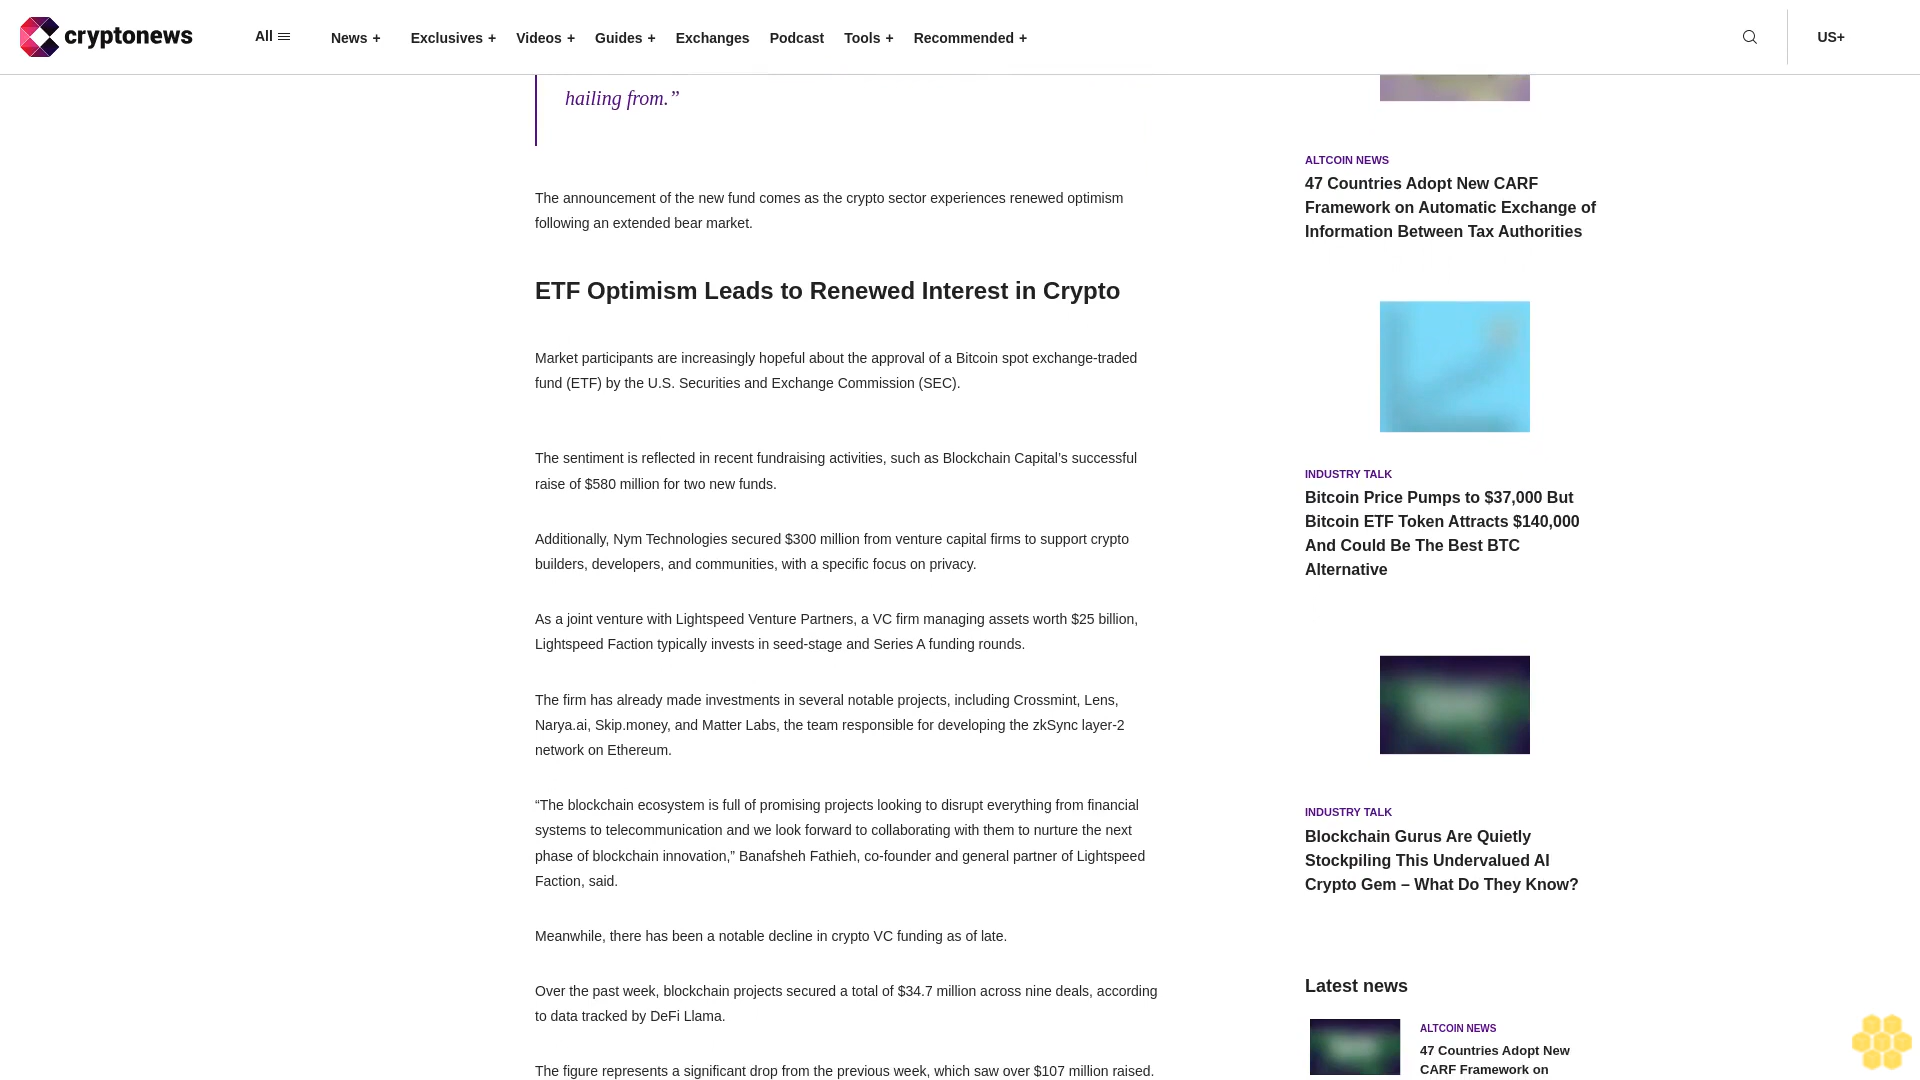 cryptonews
All
News +
Exclusives +
Videos +
Guides +
Exchanges
Podcast
Tools +
Recommended +
US+
hailing from.”
The announcement of the new fund comes as the crypto sector experiences renewed optimism
following an extended bear market.
ETF Optimism Leads to Renewed Interest in Crypto
Market participants are increasingly hopeful about the approval of a Bitcoin spot exchange-traded
fund (ETF) by the U.S. Securities and Exchange Commission (SEC).
The sentiment is reflected in recent fundraising activities, such as Blockchain Capital’s successful
raise of $580 million for two new funds.
Additionally, Nym Technologies secured $300 million from venture capital firms to support crypto
builders, developers, and communities, with a specific focus on privacy.
As a joint venture with Lightspeed Venture Partners, a VC firm managing assets worth $25 billion,
Lightspeed Faction typically invests in seed-stage and Series A funding rounds.
The firm has already made investments in several notable projects, including Crossmint, Lens,
Narya.ai, Skip.money, and Matter Labs, the team responsible for developing the zkSync layer-2
network on Ethereum.
“The blockchain ecosystem is full of promising projects looking to disrupt everything from financial
systems to telecommunication and we look forward to collaborating with them to nurture the next
phase of blockchain innovation,” Banafsheh Fathieh, co-founder and general partner of Lightspeed
Faction, said.
Meanwhile, there has been a notable decline in crypto VC funding as of late.
Over the past week, blockchain projects secured a total of $34.7 million across nine deals, according
to data tracked by DeFi Llama.
The figure represents a significant drop from the previous week, which saw over $107 million raised.
ALTCOIN NEWS
47 Countries Adopt New CARF
Framework on Automatic Exchange of
Information Between Tax Authorities
INDUSTRY TALK
Bitcoin Price Pumps to $37,000 But
Bitcoin ETF Token Attracts $140,000
And Could Be The Best BTC
Alternative
INDUSTRY TALK
Blockchain Gurus Are Quietly
Stockpiling This Undervalued AI
Crypto Gem – What Do They Know?
Latest news
ALTCOIN NEWS
47 Countries Adopt New
CARF Framework on